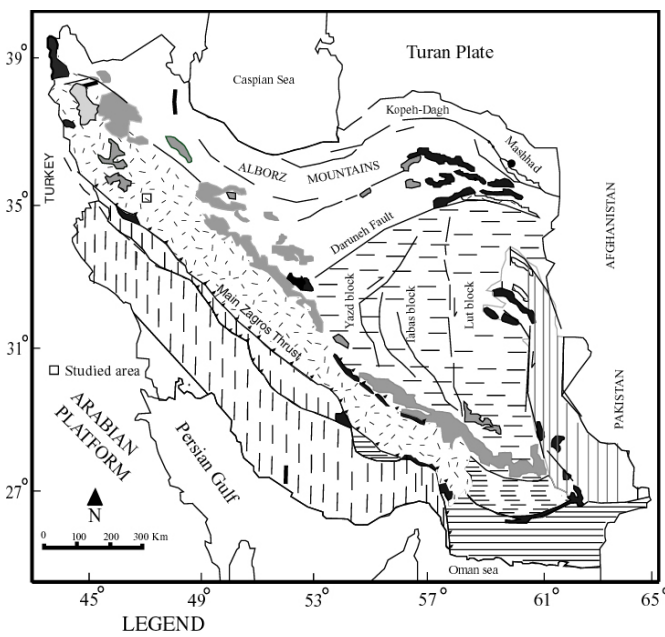 39°
35°
31°
27°
Turan Plate
Caspian Sea
Kopeh-Dagh
Mashhad
ALBORZ MOUNTAINS
TURKEY
Daruneh Fault
AFGHANISTAN
Yazd block
Tabas block
Lut block
Main Zagros Thrust
Studied area
ARABIAN
PLATFORM
Persian Gulf
PAKISTAN
N
0 100 200 300 Km
Oman sea
45° 49° 53° 57° 61° 65°
LEGEND